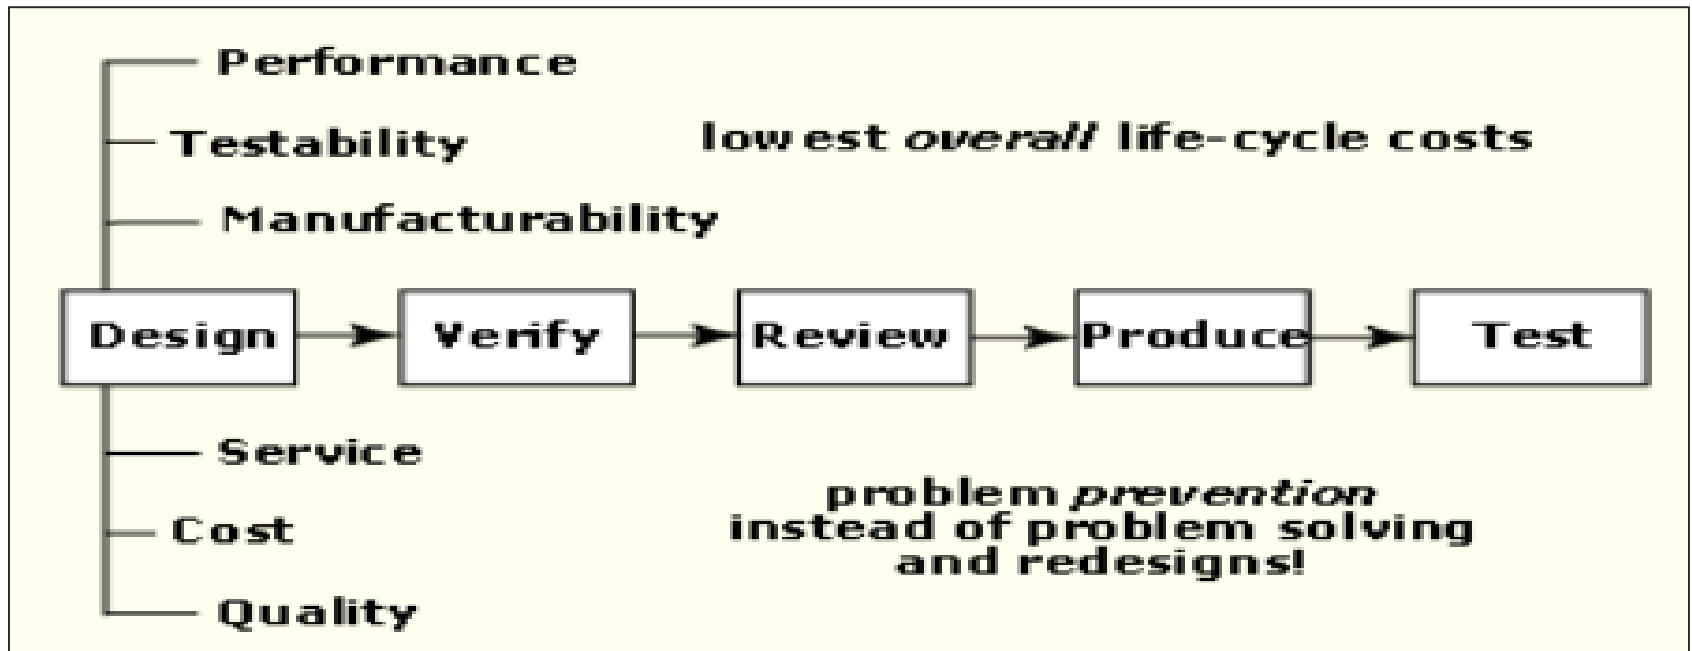 Performance
Testability
lowest overall life-cycle costs
Manufacturability
Design
Verify
Review
Produce
Test
Service
problem prevention
instead of problem solving
and redesigns!
Cost
Quality